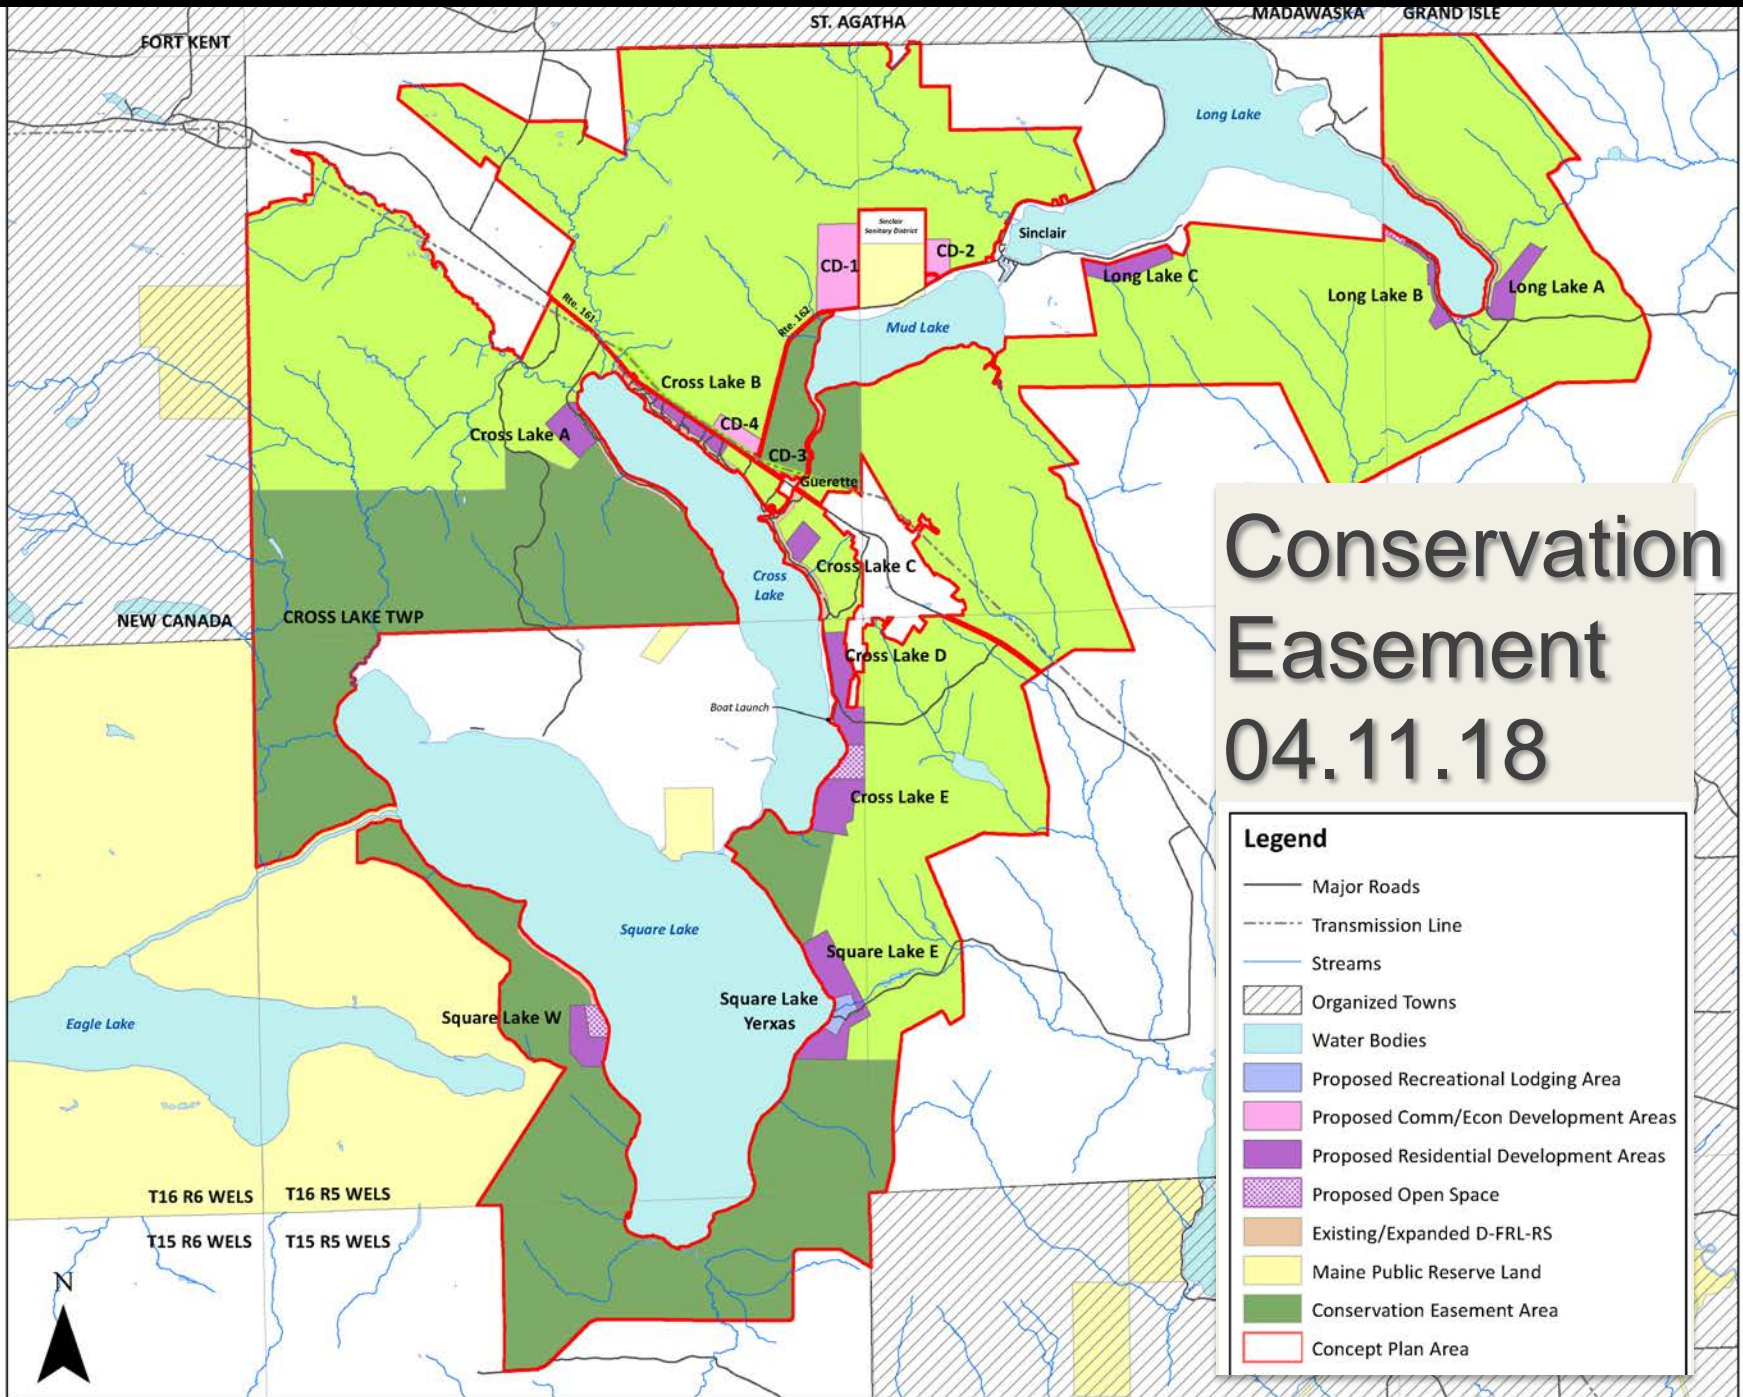 ST. AGATHA
MADAWASKA
GRAND ISLE
FORT KENT
Long Lake
Sinclair
Sanitary District
Sinclair
CD-2
CD-1
Long Lake C
Long Lake B
Long Lake A
Rte. 161
Rte. 162
Mud Lake
Cross Lake B
CD-4
Cross Lake A
CD-3
Guerette
Cross Lake C
Cross
Lake
NEW CANADA
CROSS LAKE TWP
Cross Lake D
Boat Launch
Cross Lake E
Square Lake
Square Lake E
Square Lake
Yerxas
Square Lake W
Eagle Lake
T16 R6 WELS
T16 R5 WELS
T15 R6 WELS
T15 R5 WELS
N
Conservation
Easement
04.11.18
Legend
Major Roads
Transmission Line
Streams
Organized Towns
Water Bodies
Proposed Recreational Lodging Area
Proposed Comm/Econ Development Areas
Proposed Residential Development Areas
Proposed Open Space
Existing/Expanded D-FRL-RS
Maine Public Reserve Land
Conservation Easement Area
Concept Plan Area